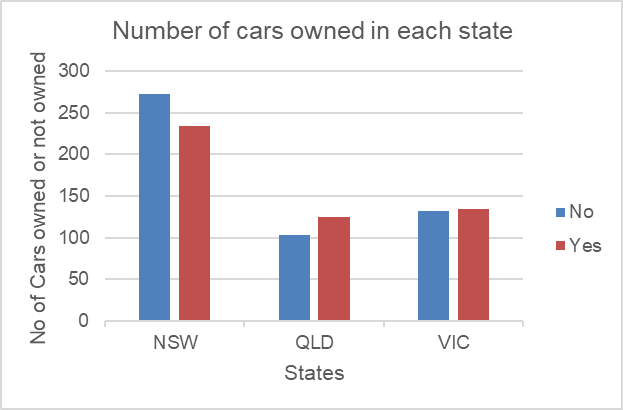 Number of cars owned in each state
No of Cars owned or not owned
300
250
200
150
100
50
0
NSW QLD VIC
States
No
Yes